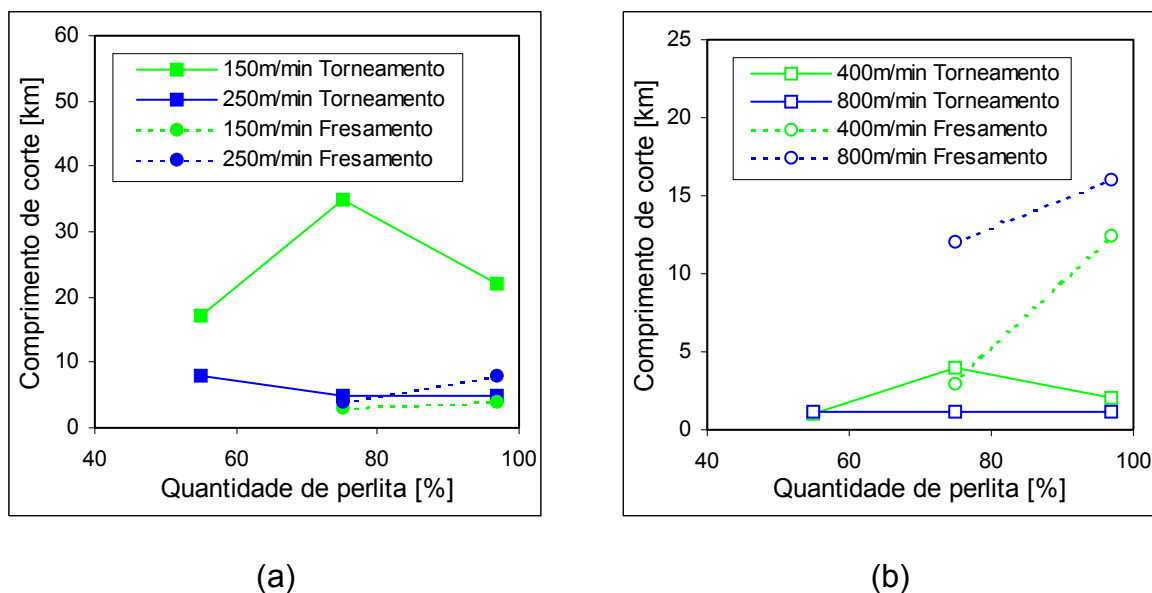 60
50
40
30
20
10
0
Comprimento de corte [km]
150m/min Torneamento
250m/min Torneamento
150m/min Fresamento
250m/min Fresamento
40 60 80 100
Quantidade de perlita [%]
(a)
25
20
15
10
5
0
Comprimento de corte [km]
400m/min Torneamento
800m/min Torneamento
400m/min Fresamento
800m/min Fresamento
40 60 80 100
Quantidade de perlita [%]
(b)